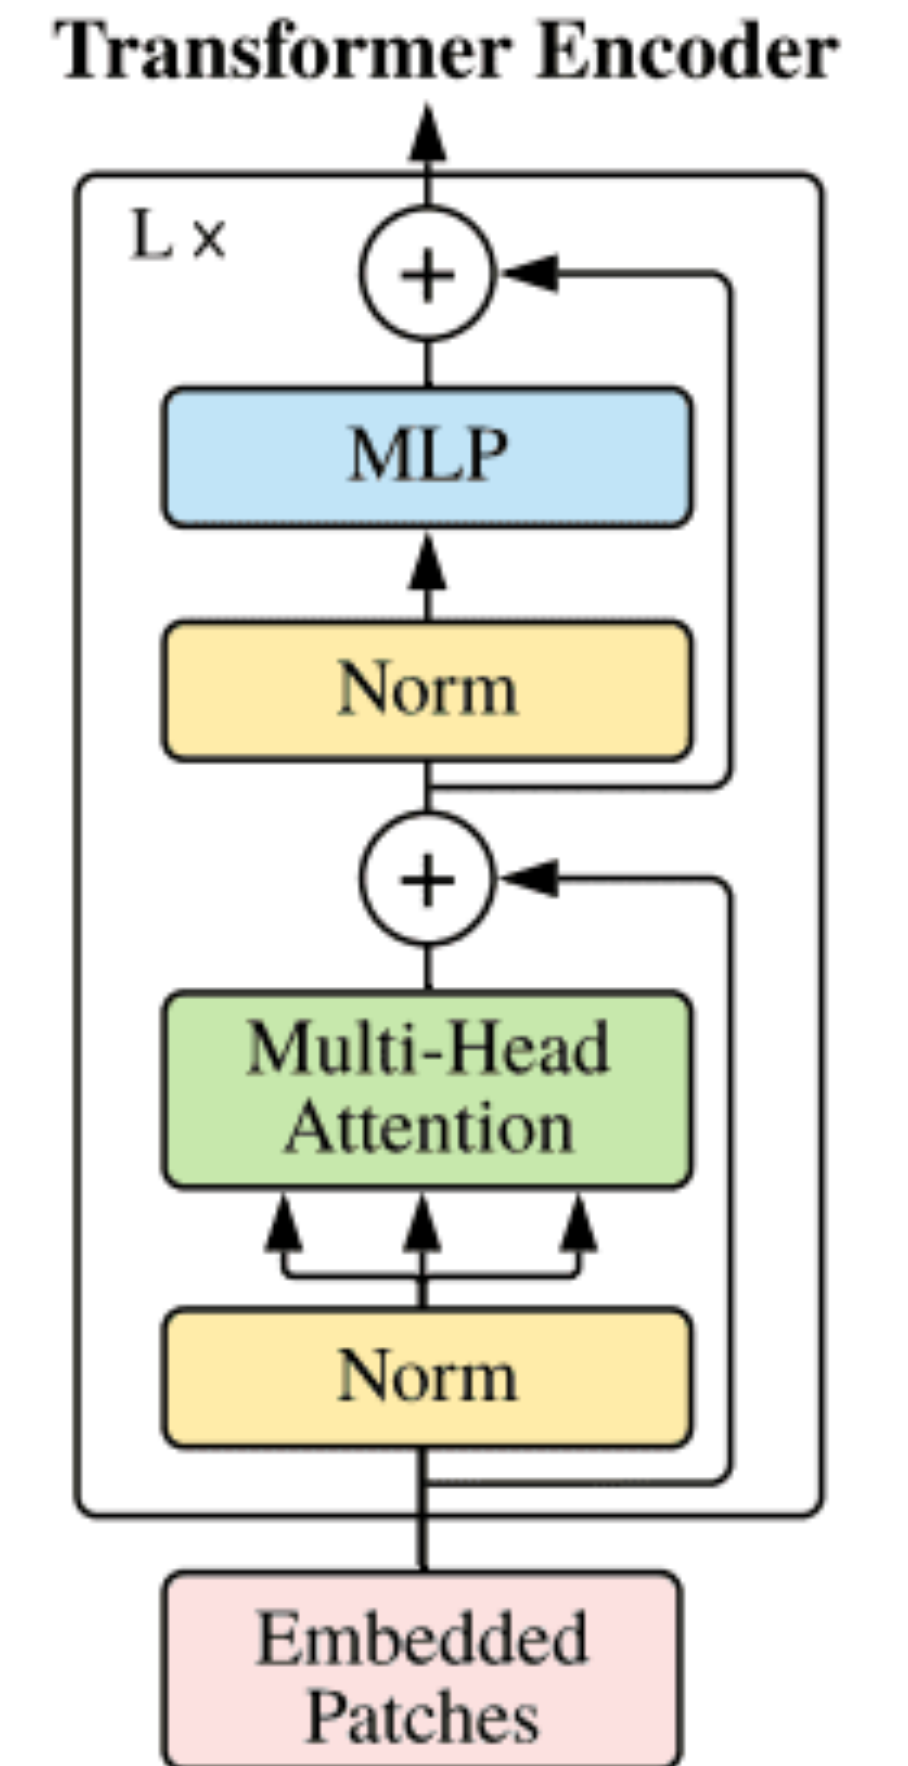 Transformer Encoder
L ×
+
MLP
Norm
+
Multi-Head
Attention
Norm
Embedded
Patches